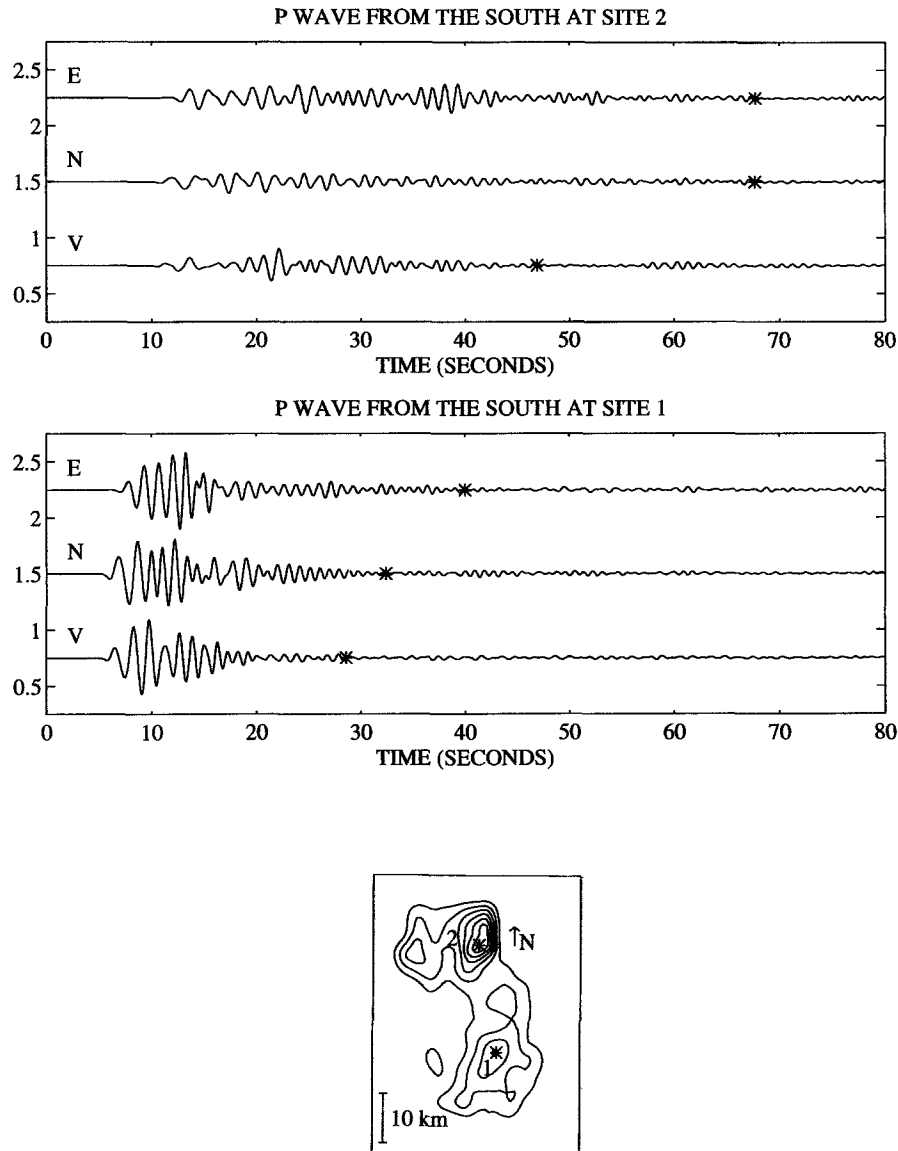 P WAVE FROM THE SOUTH AT SITE 2
2.5
E
2
N
1.5
1
V
0.5
0 10 20 30 40 50 60 70 80
TIME (SECONDS)
P WAVE FROM THE SOUTH AT SITE 1
2.5
E
2
N
1.5
1
V
0.5
0 10 20 30 40 50 60 70 80
TIME (SECONDS)
2 ↑N
1
10 km